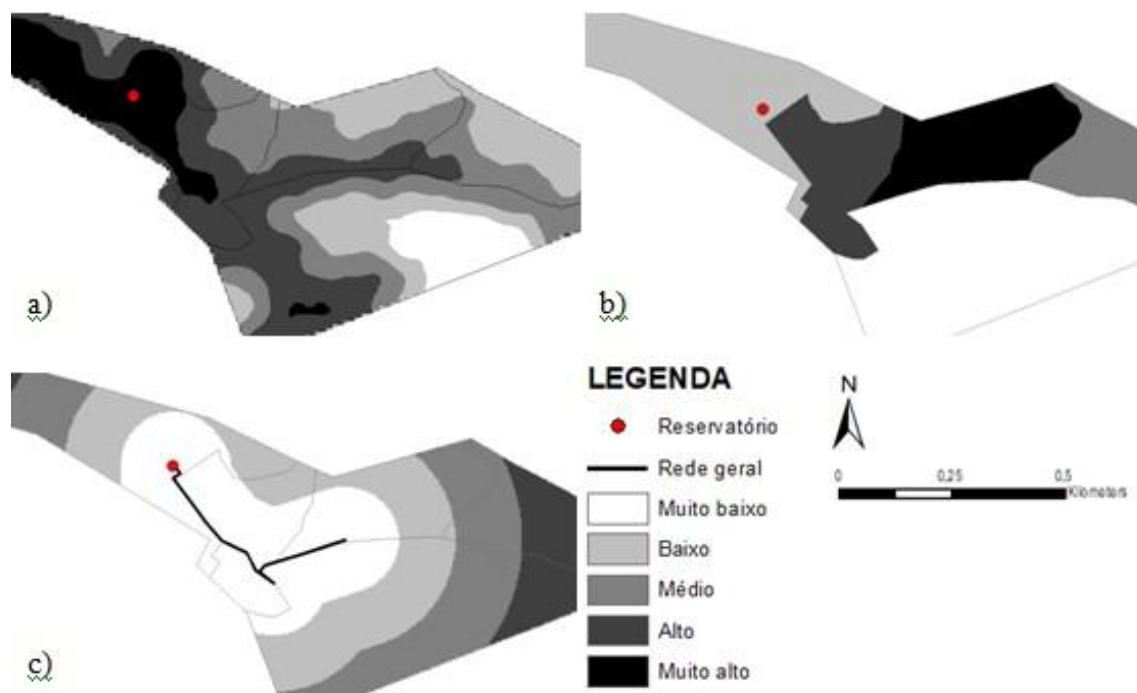 a)
b)
c)
LEGENDA
Reservatório
Rede geral
Muito baixo
Baixo
Médio
Alto
Muito alto
N
0 0,25 0,5
Kilometers